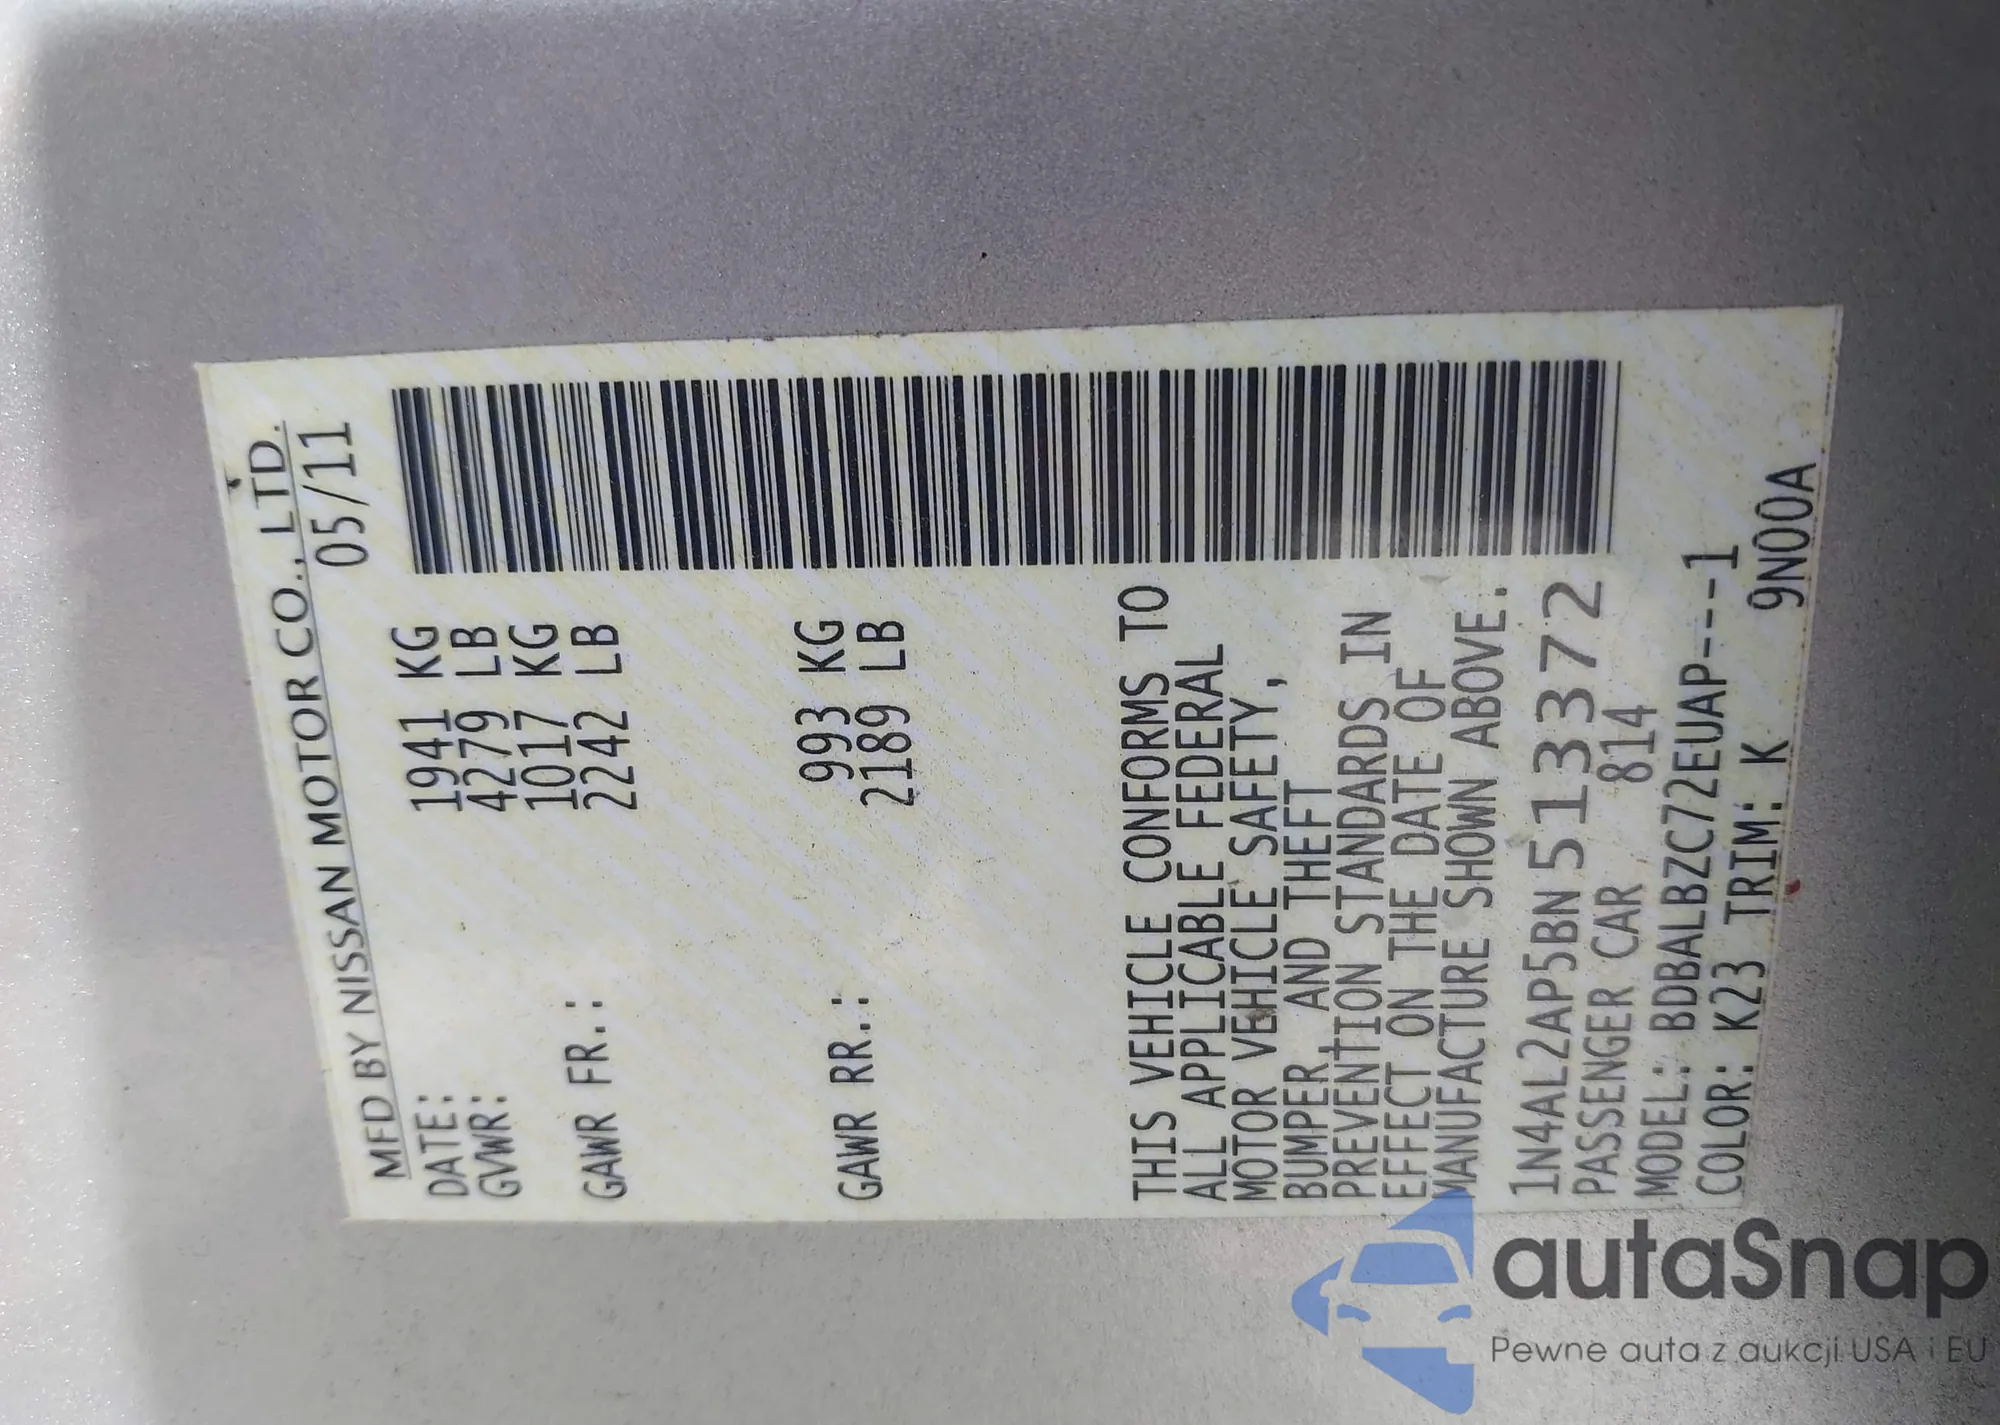 MFD BY NISSAN MOTOR CO., LTD.
DATE: 05/11
GVWR: 1941 KG
4279 LB
GAWR FR.: 1017 KG
2242 LB
GAWR RR.: 993 KG
2189 LB
THIS VEHICLE CONFORMS TO
ALL APPLICABLE FEDERAL
MOTOR VEHICLE SAFETY,
BUMPER AND THEFT
PREVENTION STANDARDS IN
EFFECT ON THE DATE OF
MANUFACTURE SHOWN ABOVE.
1N4AL2AP5BN513372
PASSENGER CAR 814
MODEL: BDBALBZC72EUAP----1
COLOR: K23 TRIM: K 9N00A
autaSnap
Pewne auta z aukcji USA i EU